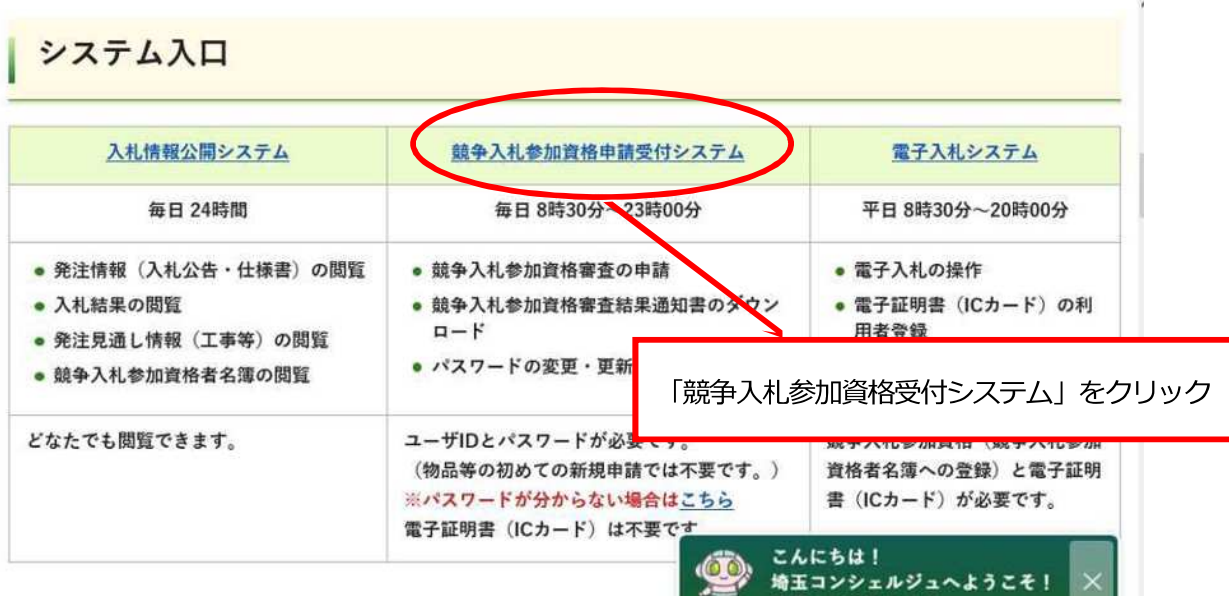 システム入口
入札情報公開システム
競争入札参加資格申請受付システム
電子入札システム
毎日 24時間
毎日 8時30分～23時00分
平日 8時30分～20時00分
● 発注情報（入札公告・仕様書）の閲覧
● 入札結果の閲覧
● 発注見通し情報（工事等）の閲覧
● 競争入札参加資格者名簿の閲覧
● 競争入札参加資格審査の申請
● 競争入札参加資格審査結果通知書のダウン
ロード
● パスワードの変更・更新
● 電子入札の操作
● 電子証明書（ICカード）の利
用者登録
「競争入札参加資格受付システム」をクリック
どなたでも閲覧できます。
ユーザIDとパスワードが必要です。
（物品等の初めての新規申請では不要です。）
※パスワードが分からない場合はこちら
電子証明書（ICカード）は不要です
競争入札参加資格（競争入札参加
資格者名簿への登録）と電子証明
書（ICカード）が必要です。
こんにちは！
埼玉コンシェルジュへようこそ！